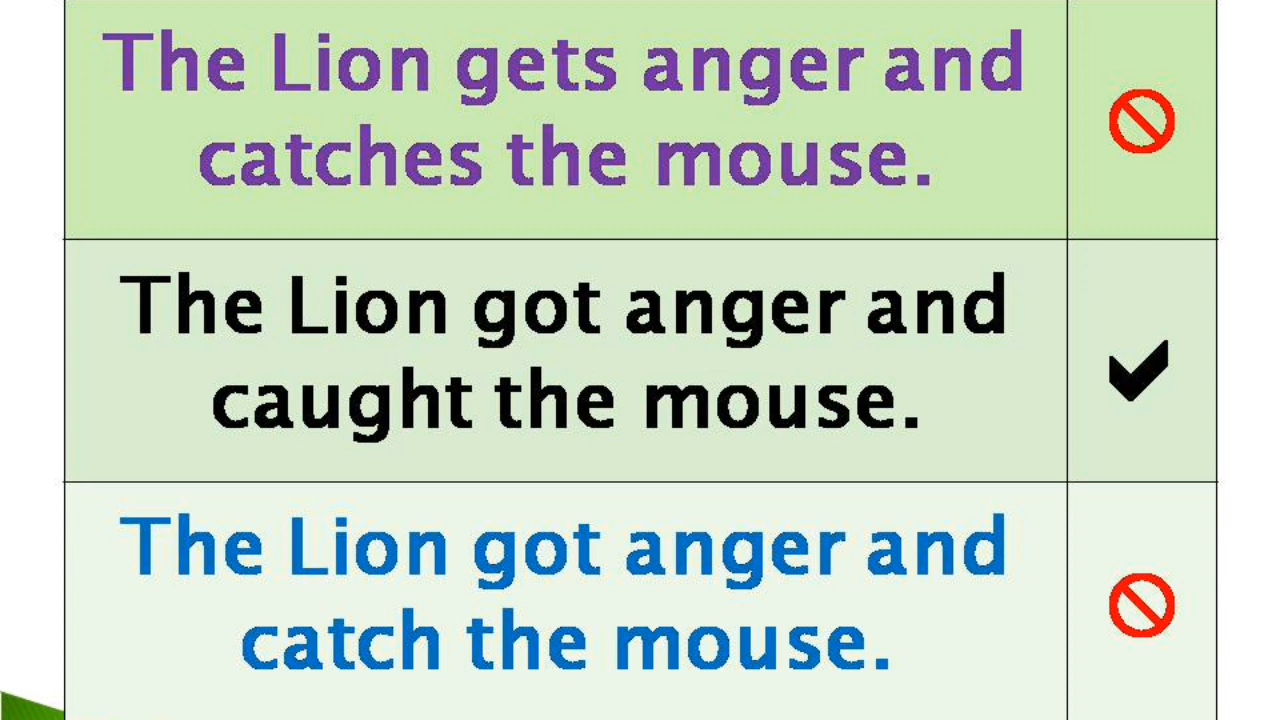 The Lion gets anger and
catches the mouse.
The Lion got anger and
caught the mouse.
The Lion got anger and
catch the mouse.